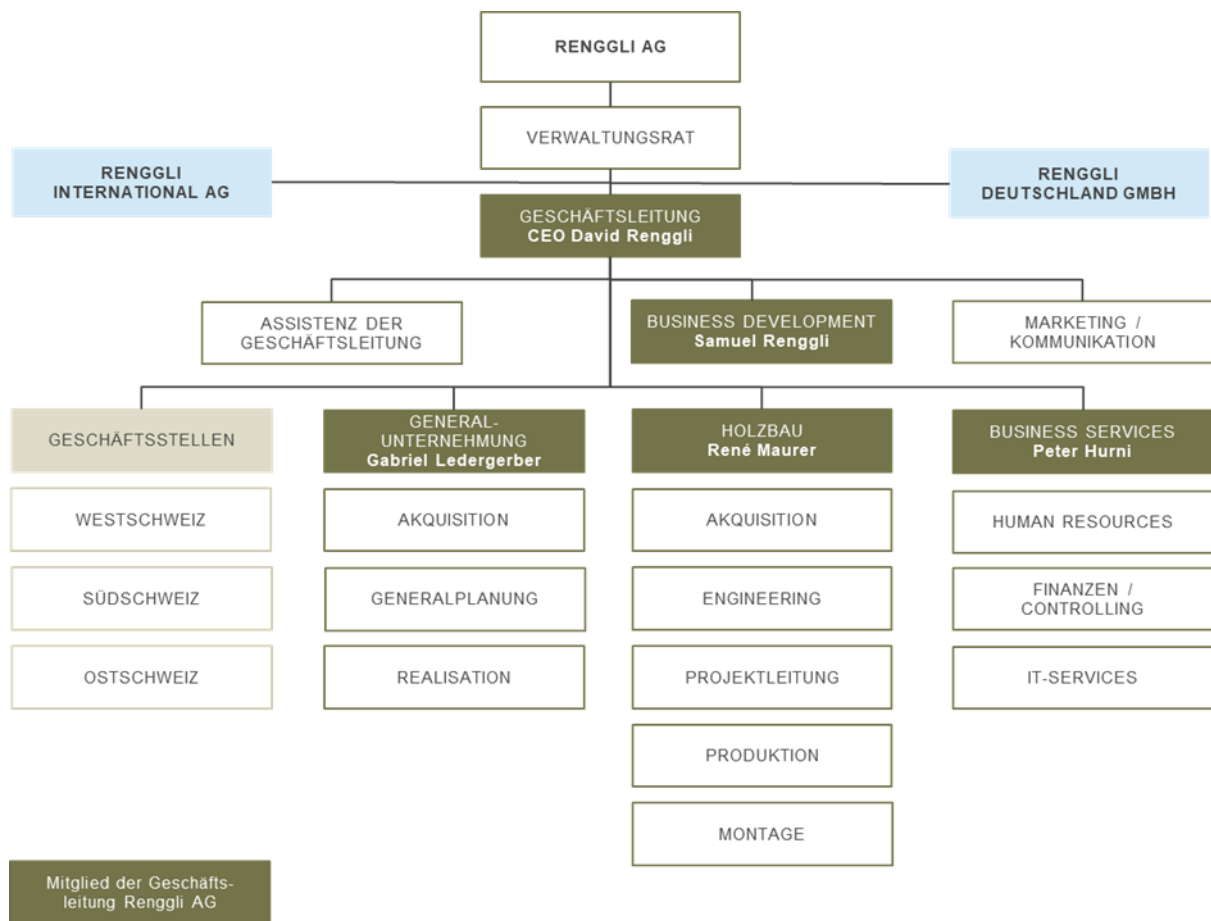 RENGGLI AG
VERWALTUNGSRAT
RENGGLI
INTERNATIONAL AG
RENGGLI
DEUTSCHLAND GMBH
GESCHÄFTSLEITUNG
CEO David Renggli
ASSISTENZ DER
GESCHÄFTSLEITUNG
BUSINESS DEVELOPMENT
Samuel Renggli
MARKETING /
KOMMUNIKATION
GESCHÄFTSSTELLEN
WESTSCHWEIZ
SÜDSCHWEIZ
OSTSCHWEIZ
GENERAL-
UNTERNEHMUNG
Gabriel Ledergerber
AKQUISITION
GENERALPLANUNG
REALISATION
HOLZBAU
René Maurer
AKQUISITION
ENGINEERING
PROJEKTLEITUNG
PRODUKTION
MONTAGE
BUSINESS SERVICES
Peter Hurni
HUMAN RESOURCES
FINANZEN /
CONTROLLING
IT-SERVICES
Mitglied der Geschäfts-
leitung Renggli AG